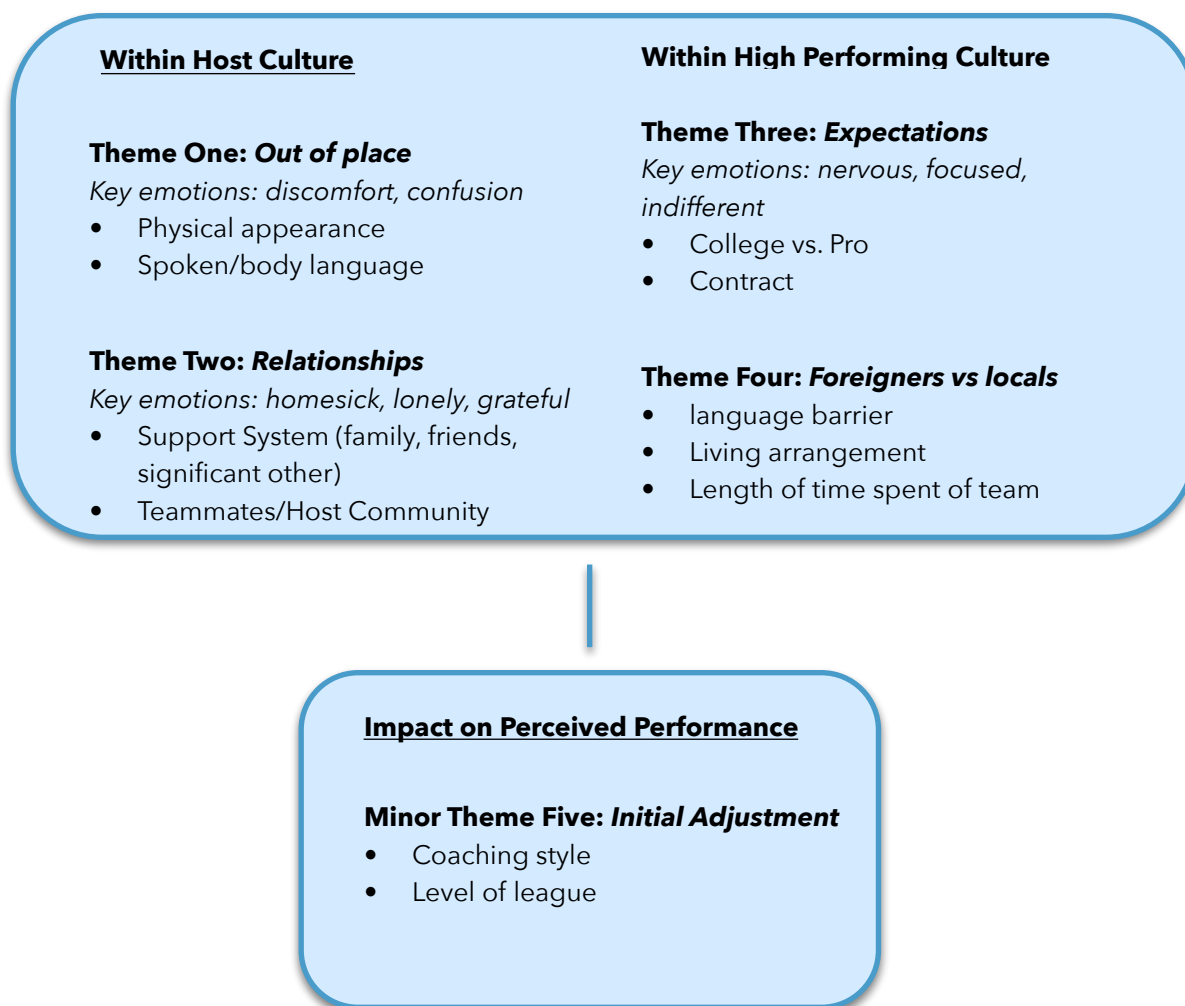 Within Host Culture
Theme One: Out of place
Key emotions: discomfort, confusion
• Physical appearance
• Spoken/body language
Theme Two: Relationships
Key emotions: homesick, lonely, grateful
• Support System (family, friends,
significant other)
• Teammates/Host Community
Within High Performing Culture
Theme Three: Expectations
Key emotions: nervous, focused,
indifferent
• College vs. Pro
• Contract
Theme Four: Foreigners vs locals
• language barrier
• Living arrangement
• Length of time spent of team
Impact on Perceived Performance
Minor Theme Five: Initial Adjustment
• Coaching style
• Level of league